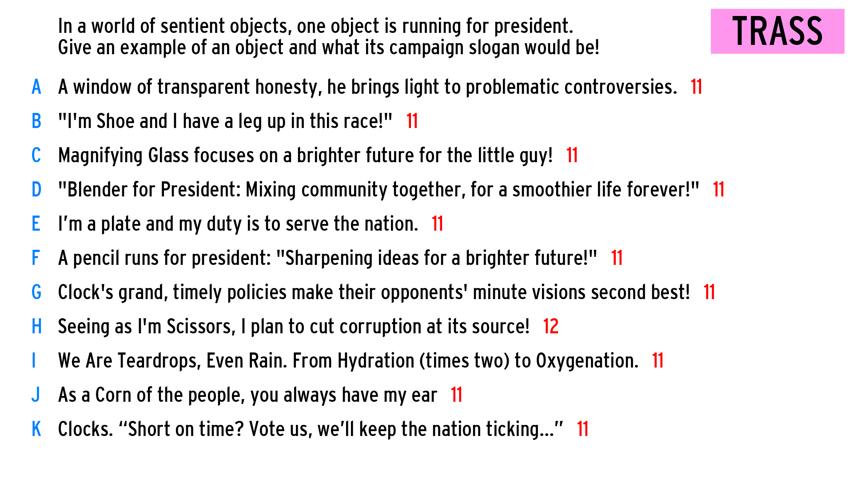 In a world of sentient objects, one object is running for president.
Give an example of an object and what its campaign slogan would be!
TRASS
A A window of transparent honesty, he brings light to problematic controversies. 11
B "I'm Shoe and I have a leg up in this race!" 11
C Magnifying Glass focuses on a brighter future for the little guy! 11
D "Blender for President: Mixing community together, for a smoothier life forever!" 11
E I’m a plate and my duty is to serve the nation. 11
F A pencil runs for president: "Sharpening ideas for a brighter future!" 11
G Clock's grand, timely policies make their opponents' minute visions second best! 11
H Seeing as I'm Scissors, I plan to cut corruption at its source! 12
I We Are Teardrops, Even Rain. From Hydration (times two) to Oxygenation. 11
J As a Corn of the people, you always have my ear 11
K Clocks. “Short on time? Vote us, we’ll keep the nation ticking...” 11